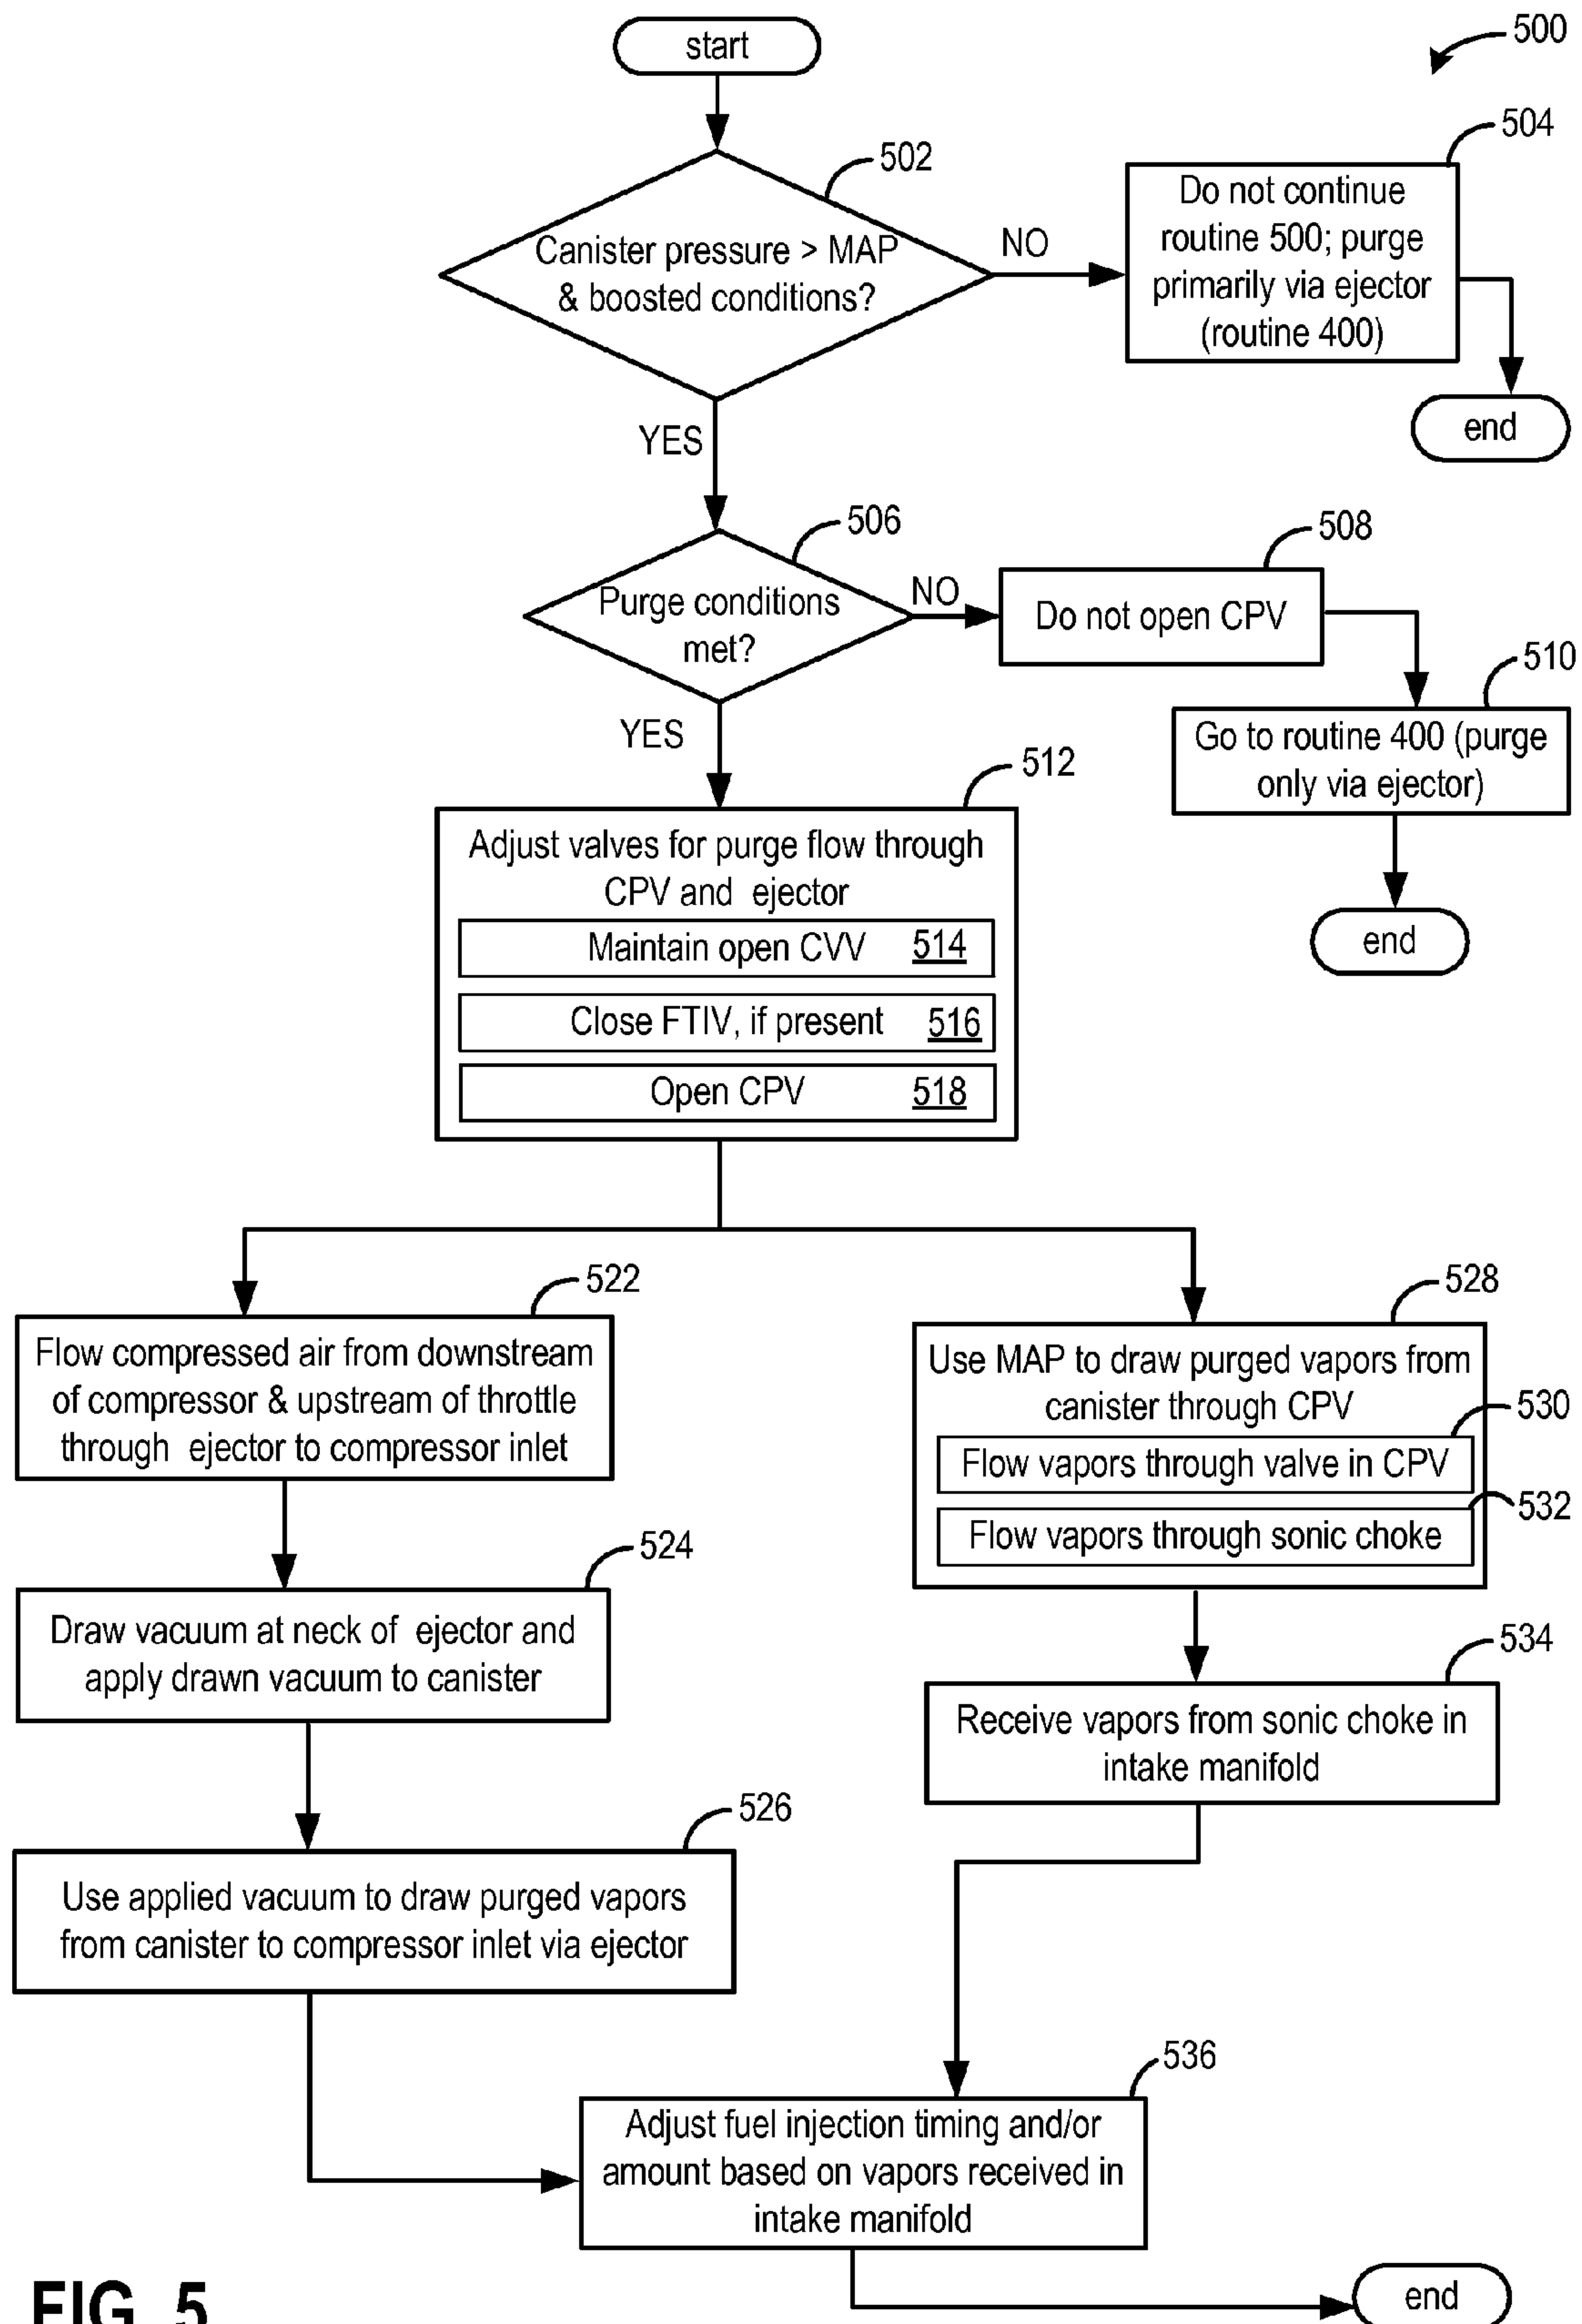 start
500
502
Canister pressure > MAP
& boosted conditions?
NO
504
Do not continue
routine 500; purge
primarily via ejector
(routine 400)
end
YES
506
Purge conditions
met?
NO
508
Do not open CPV
510
Go to routine 400 (purge
only via ejector)
end
YES
512
Adjust valves for purge flow through
CPV and ejector
Maintain open CVV 514
Close FTIV, if present 516
Open CPV 518
522
Flow compressed air from downstream
of compressor & upstream of throttle
through ejector to compressor inlet
524
Draw vacuum at neck of ejector and
apply drawn vacuum to canister
526
Use applied vacuum to draw purged vapors
from canister to compressor inlet via ejector
528
Use MAP to draw purged vapors from
canister through CPV
530
Flow vapors through valve in CPV
532
Flow vapors through sonic choke
534
Receive vapors from sonic choke in
intake manifold
536
Adjust fuel injection timing and/or
amount based on vapors received in
intake manifold
end
FIG. 5